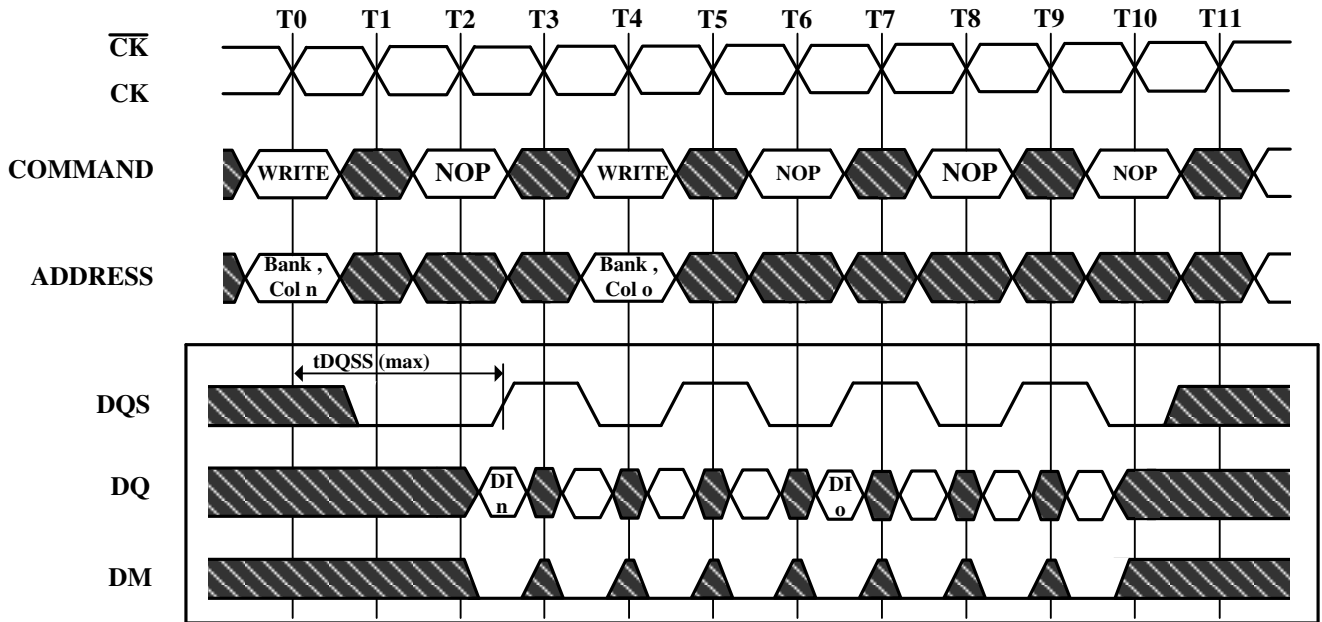 T0 T1 T2 T3 T4 T5 T6 T7 T8 T9 T10 T11
CK
CK
COMMAND WRITE NOP WRITE NOP NOP NOP
ADDRESS
Bank , Bank ,
Col n Col o
tDQSS (max)
DQS
DQ
DI DI
n o
DM